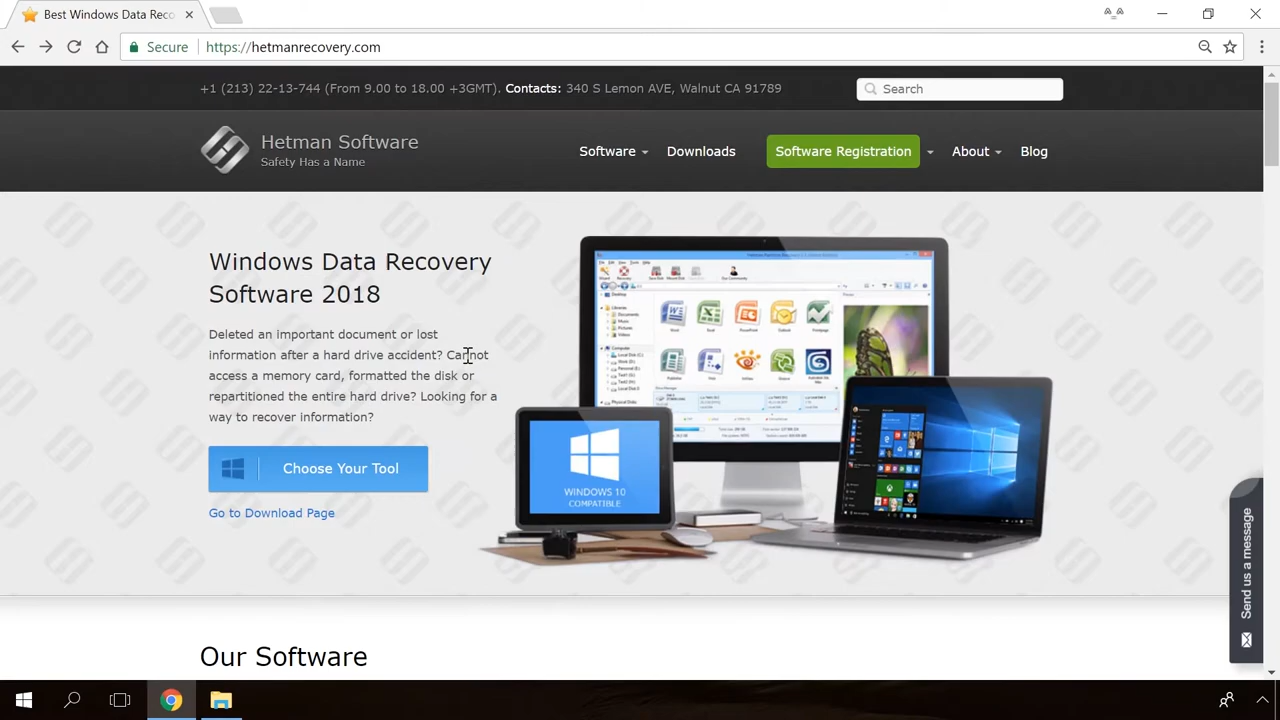 Best Windows Data Reco
Secure
https://hetmanrecovery.com
+1 (213) 22-13-744 (From 9.00 to 18.00 +3GMT). Contacts: 340 S Lemon AVE, Walnut CA 91789
Search
Hetman Software
Safety Has a Name
Software
Downloads
Software Registration
About
Blog
Windows Data Recovery
Software 2018
Deleted an important document or lost
information after a hard drive accident? Cannot
access a memory card, formatted the disk or
repartitioned the entire hard drive? Looking for a
way to recover information?
Choose Your Tool
Go to Download Page
WINDOWS 10
COMPATIBLE
Send us a message
Our Software